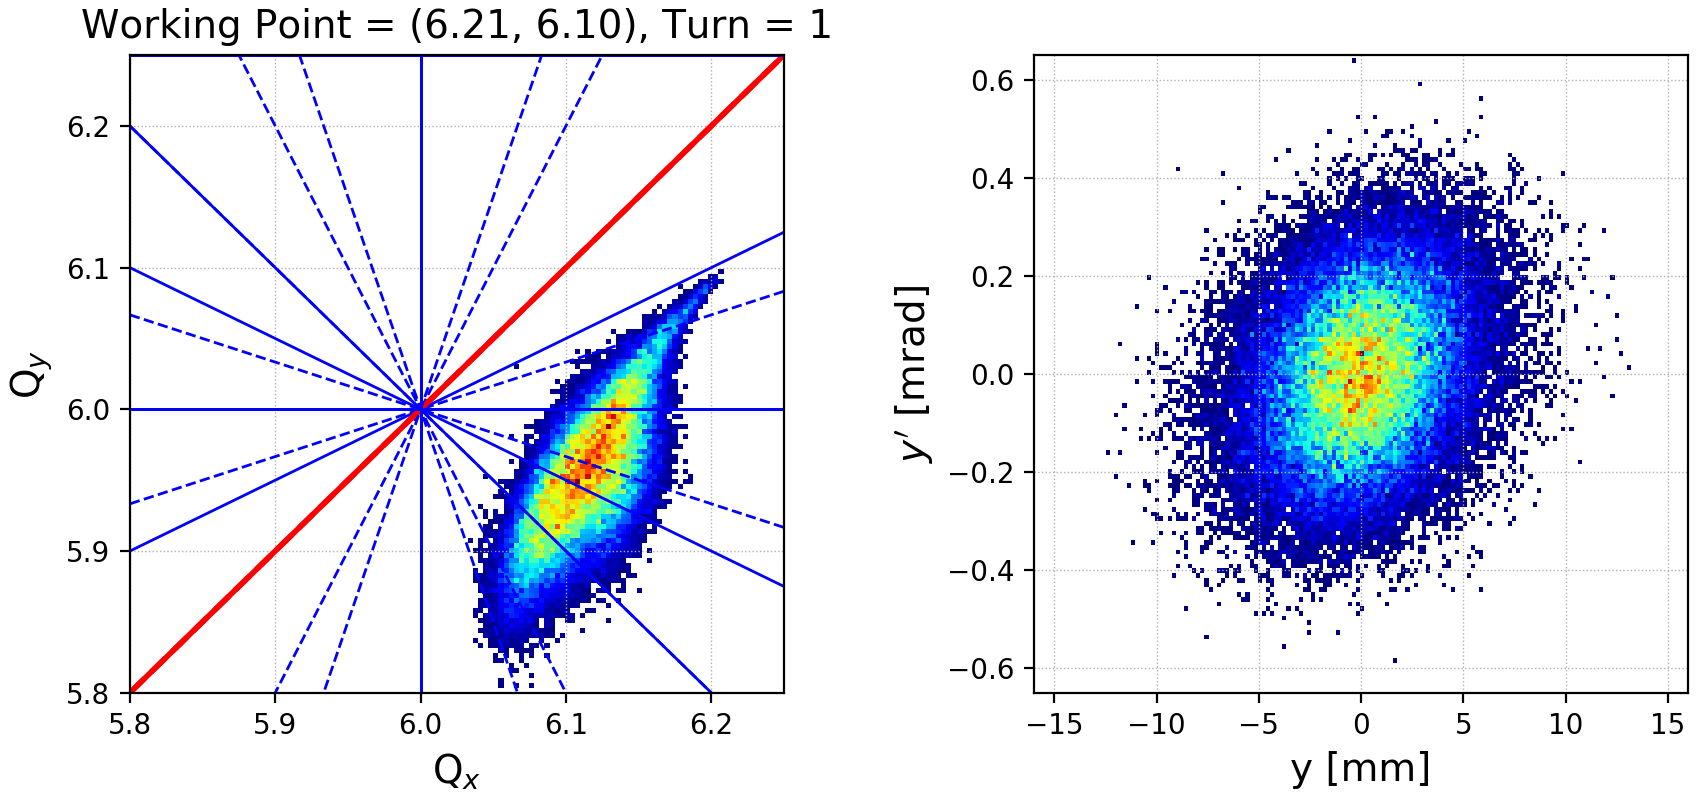 Working Point = (6.21, 6.10), Turn = 1
6.2
6.1
6.0
5.9
5.8
Q_y
5.8 5.9 6.0 6.1 6.2
Q_x
0.6
0.4
0.2
0.0
−0.2
−0.4
−0.6
y′ [mrad]
−15 −10 −5 0 5 10 15
y [mm]